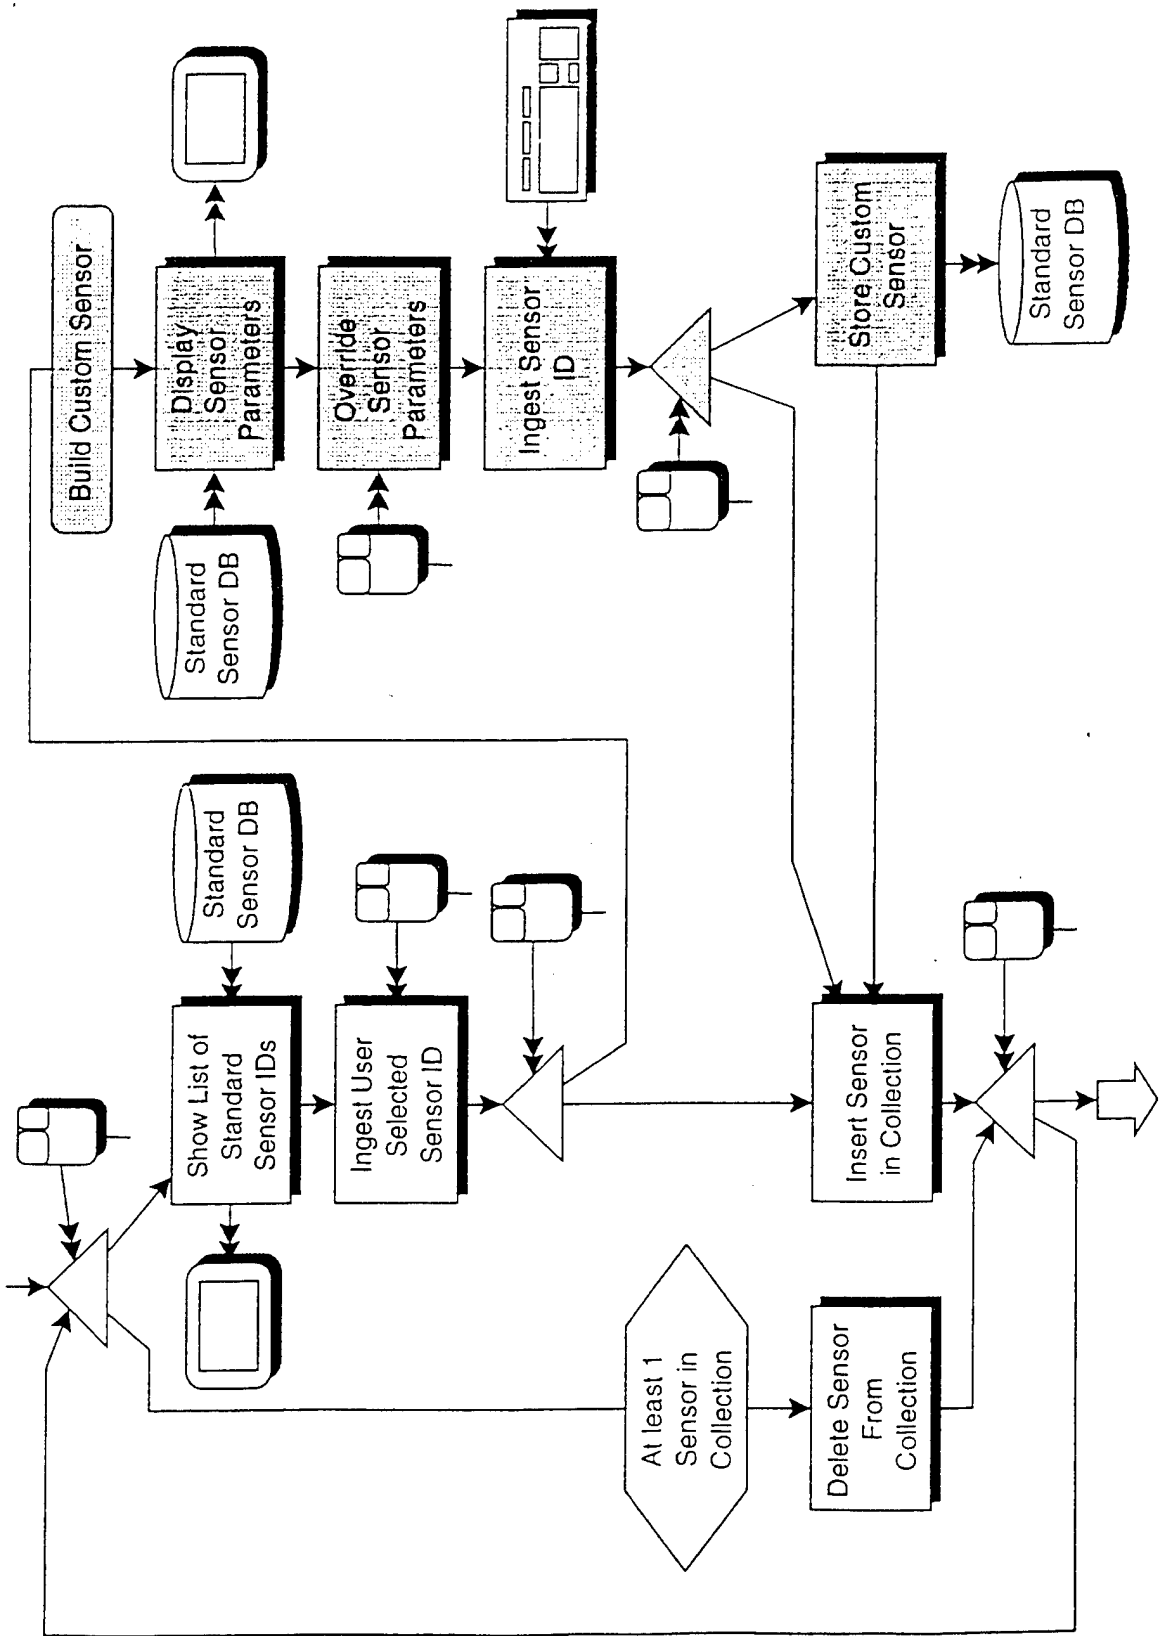 Show List of
Standard
Sensor IDs
Standard
Sensor DB
Ingest User
Selected
Sensor ID
At least 1
Sensor in
Collection
Delete Sensor
From
Collection
Insert Sensor
in Collection
Build Custom Sensor
Standard
Sensor DB
Display
Sensor
Parameters
Override
Sensor
Parameters
Ingest Sensor
ID
Store Custom
Sensor
Standard
Sensor DB